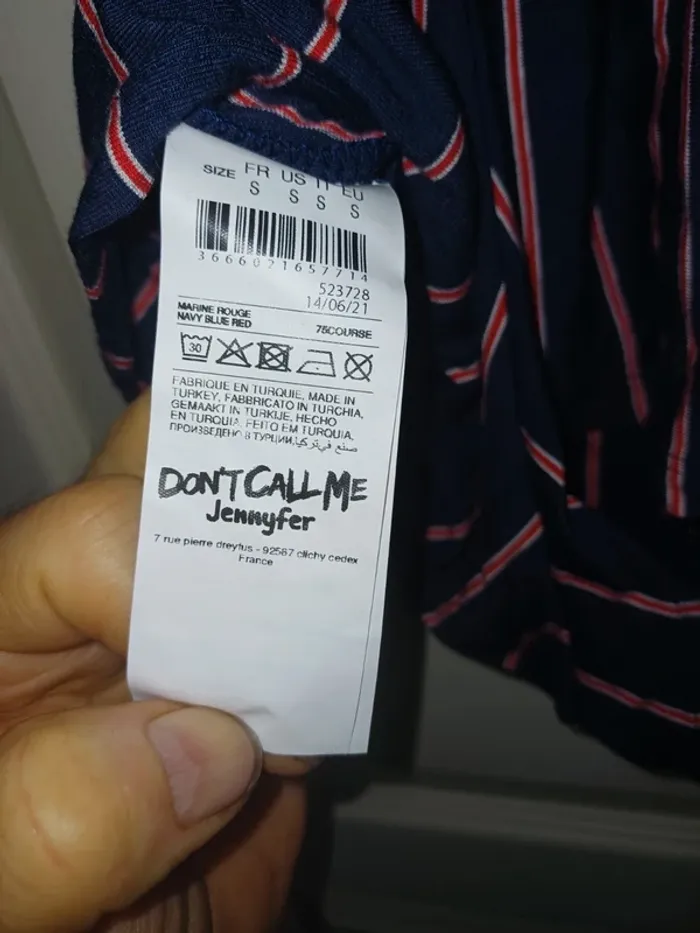 SIZE FR US IT EU
S S S S
3666021657714
523728
14/06/21
MARINE ROUGE
NAVY BLUE RED
75COURSE
30
FABRIQUE EN TURQUIE, MADE IN
TURKEY, FABBRICATO IN TURCHIA,
GEMAAKT IN TURKIJE, HECHO
EN TURQUIA, FEITO EM TURQUIA,
ПРОИЗВЕДЕНО В ТУРЦИИ, صنع في تركيا
DON'T CALL ME
Jennyfer
7 rue pierre dreyfus - 92587 clichy cedex
France